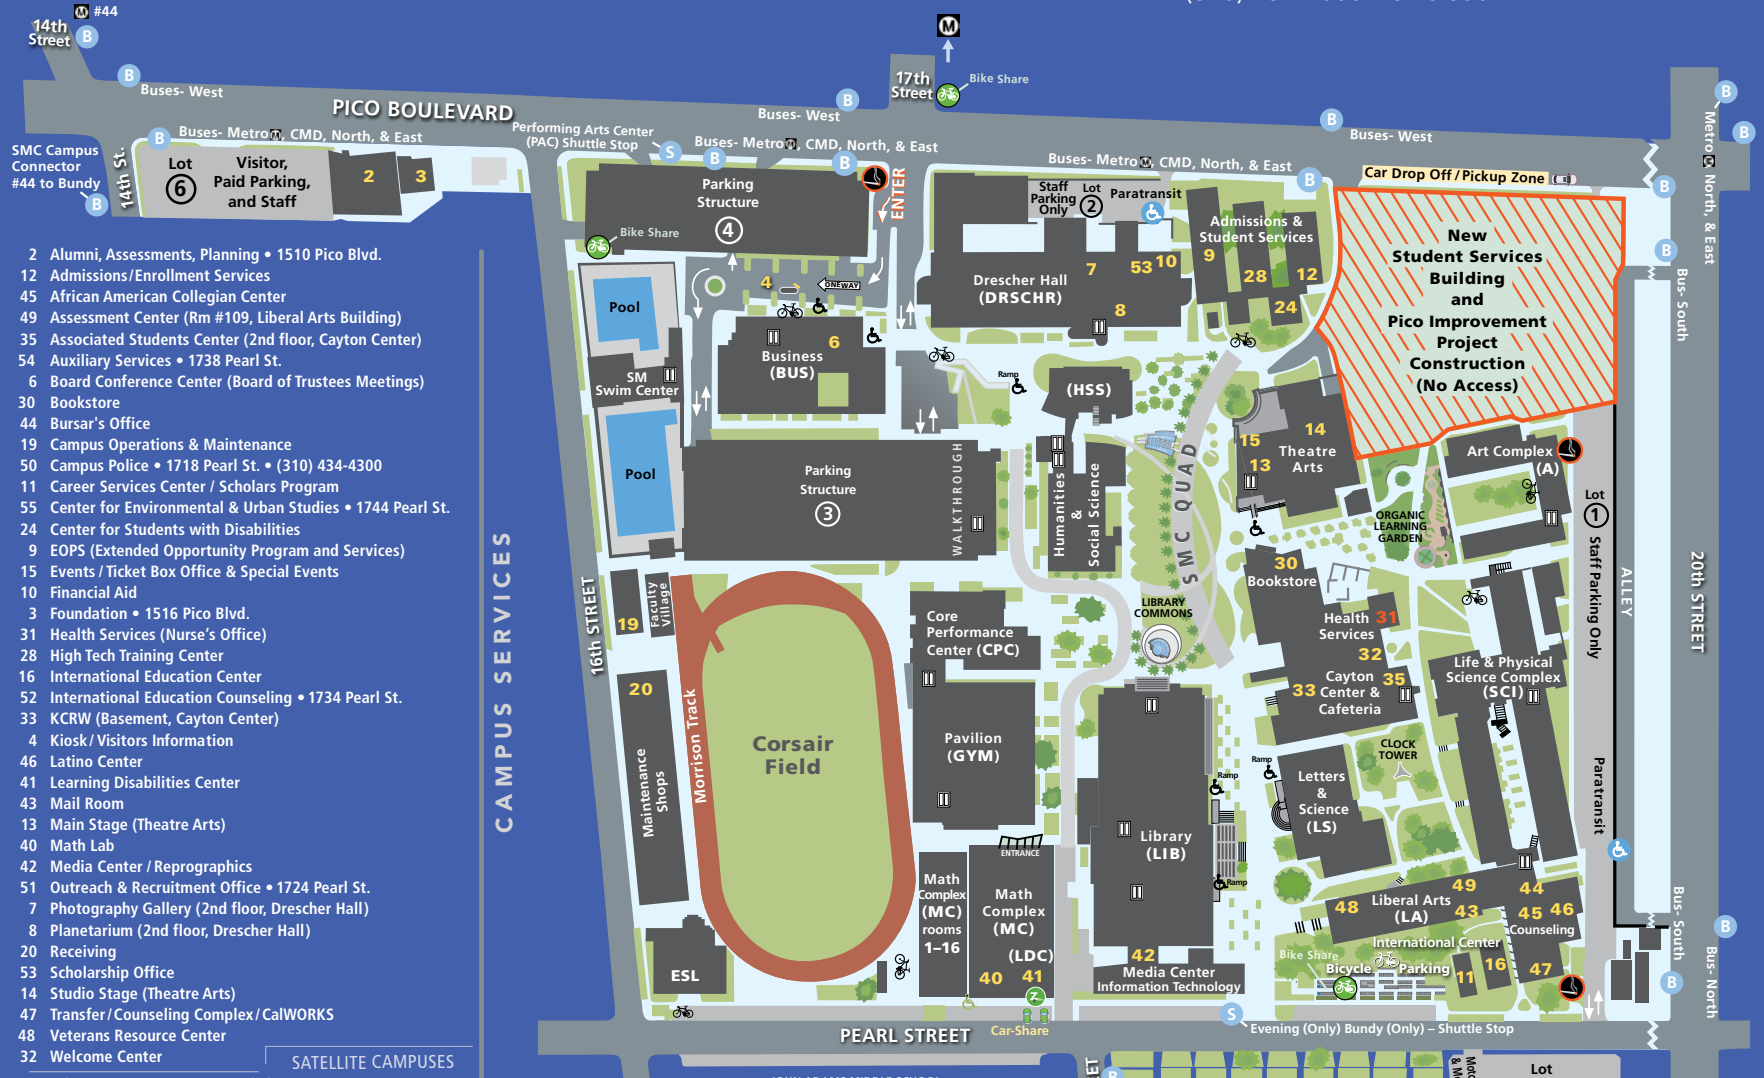 M #44
14th
Street
B
B
Buses- West
PICO BOULEVARD
M
17th
Street
Bike Share
B
Buses- West
B
Buses- West
B
B
SMC Campus
Connector
#44 to Bundy
B
14th St.
B
Buses- Metro M, CMD, North, & East
Lot
6
Visitor,
Paid Parking,
and Staff
2
3
Performing Arts Center
(PAC) Shuttle Stop
S
B
Buses- Metro M, CMD, North, & East
B
Buses- Metro M, CMD, North, & East
B
Car Drop Off / Pickup Zone
Metro M North, & East
B
B
Bus- South
Parking
Structure
4
ENTER
Bike Share
4
ONE WAY
Staff
Parking
Only
Lot
2
Paratransit
Drescher Hall
(DRSCHR)
7
53
10
8
Admissions &
Student Services
9
28
12
24
New
Student Services
Building
and
Pico Improvement
Project
Construction
(No Access)
Pool
SM
Swim Center
Pool
Business
(BUS)
6
Ramp
(HSS)
Humanities
&
Social Science
SMC QUAD
Parking
Structure
3
WALKTHROUGH
14
15
Theatre
Arts
13
Art Complex
(A)
Lot
1
Staff Parking Only
ORGANIC
LEARNING
GARDEN
ALLEY
20th STREET
16th STREET
19
Faculty
Village
20
Maintenance
Shops
Morrison Track
Corsair
Field
ESL
Core
Performance
Center (CPC)
Pavilion
(GYM)
ENTRANCE
Math
Complex
(MC)
rooms
1–16
Math
Complex
(MC)
(LDC)
40
41
Z
Car-Share
LIBRARY
COMMONS
Library
(LIB)
Ramp
Ramp
Ramp
42
Media Center
Information Technology
30
Bookstore
Health
Services
31
32
Cayton
Center &
Cafeteria
33
35
Life & Physical
Science Complex
(SCI)
CLOCK
TOWER
Letters
&
Science
(LS)
Paratransit
48
Liberal Arts
(LA)
49
43
44
45
46
Counseling
International Center
Bike Share
Bicycle
Parking
11
16
47
Bus- South
B
B
Bus- North
S
Evening (Only) Bundy (Only) – Shuttle Stop
PEARL STREET
B
Lot
CAMPUS SERVICES
2 Alumni, Assessments, Planning • 1510 Pico Blvd.
12 Admissions/Enrollment Services
45 African American Collegian Center
49 Assessment Center (Rm #109, Liberal Arts Building)
35 Associated Students Center (2nd floor, Cayton Center)
54 Auxiliary Services • 1738 Pearl St.
6 Board Conference Center (Board of Trustees Meetings)
30 Bookstore
44 Bursar's Office
19 Campus Operations & Maintenance
50 Campus Police • 1718 Pearl St. • (310) 434-4300
11 Career Services Center / Scholars Program
55 Center for Environmental & Urban Studies • 1744 Pearl St.
24 Center for Students with Disabilities
9 EOPS (Extended Opportunity Program and Services)
15 Events / Ticket Box Office & Special Events
10 Financial Aid
3 Foundation • 1516 Pico Blvd.
31 Health Services (Nurse's Office)
28 High Tech Training Center
16 International Education Center
52 International Education Counseling • 1734 Pearl St.
33 KCRW (Basement, Cayton Center)
4 Kiosk / Visitors Information
46 Latino Center
41 Learning Disabilities Center
43 Mail Room
13 Main Stage (Theatre Arts)
40 Math Lab
42 Media Center / Reprographics
51 Outreach & Recruitment Office • 1724 Pearl St.
7 Photography Gallery (2nd floor, Drescher Hall)
8 Planetarium (2nd floor, Drescher Hall)
20 Receiving
53 Scholarship Office
14 Studio Stage (Theatre Arts)
47 Transfer / Counseling Complex / CalWORKS
48 Veterans Resource Center
32 Welcome Center
SATELLITE CAMPUSES